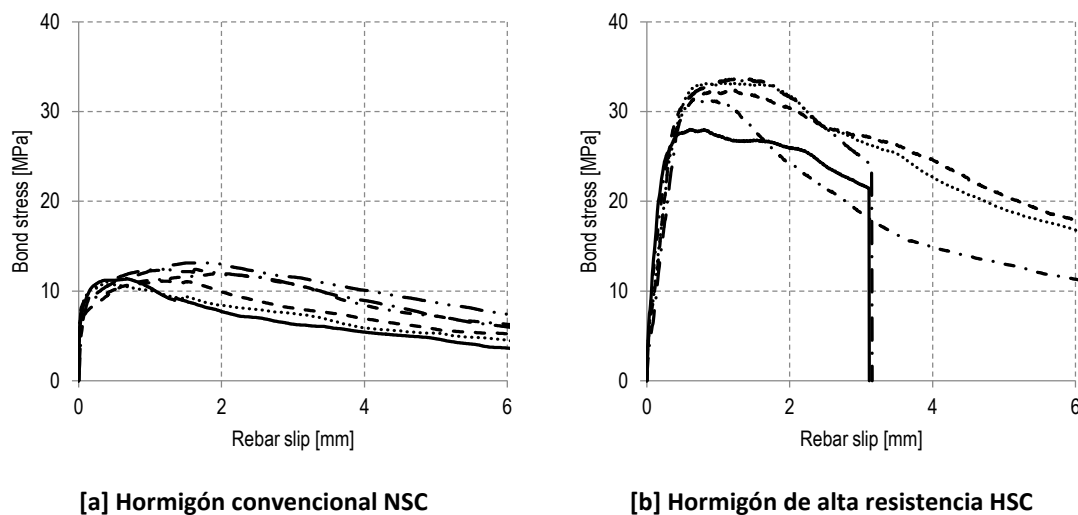 40
30
20
10
0
Bond stress [MPa]
0 2 4 6
Rebar slip [mm]
[a] Hormigón convencional NSC
40
30
20
10
0
Bond stress [MPa]
0 2 4 6
Rebar slip [mm]
[b] Hormigón de alta resistencia HSC